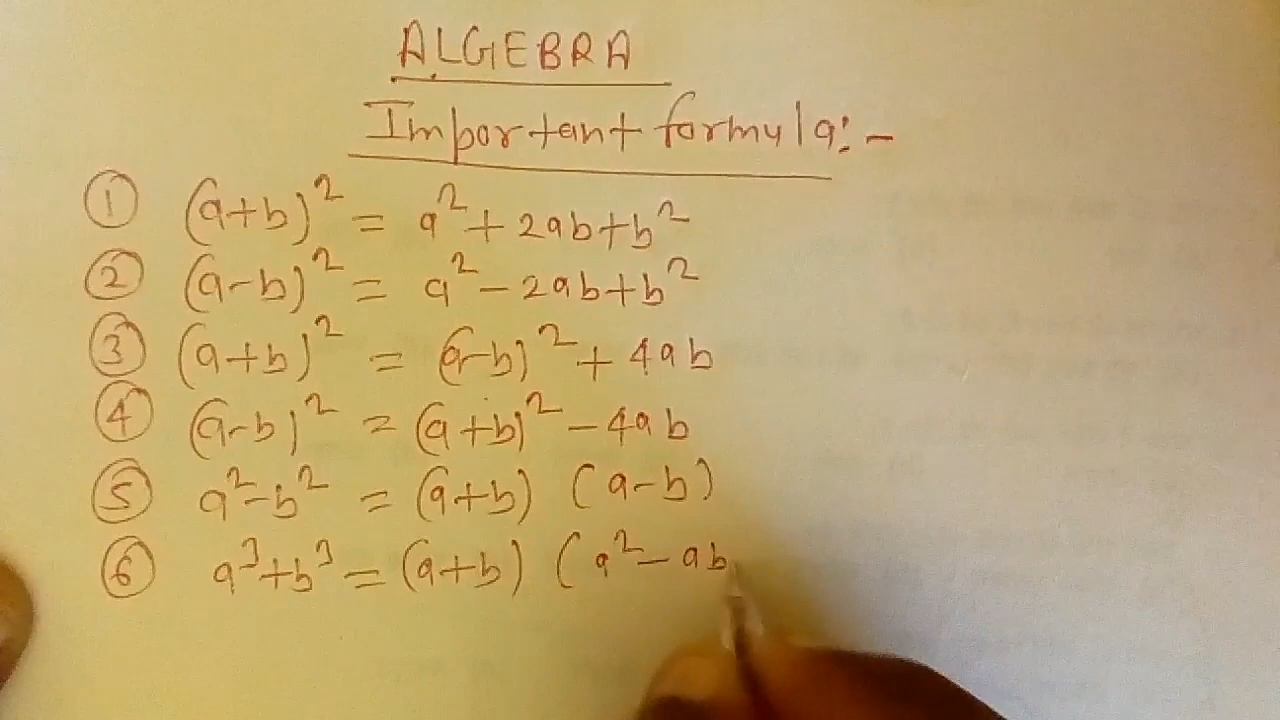 ALGEBRA
Important formula:-
① (a+b)² = a²+2ab+b²
② (a-b)² = a²-2ab+b²
③ (a+b)² = (a-b)²+4ab
④ (a-b)² = (a+b)²-4ab
⑤ a²-b² = (a+b) (a-b)
⑥ a³+b³ = (a+b) (a²-ab